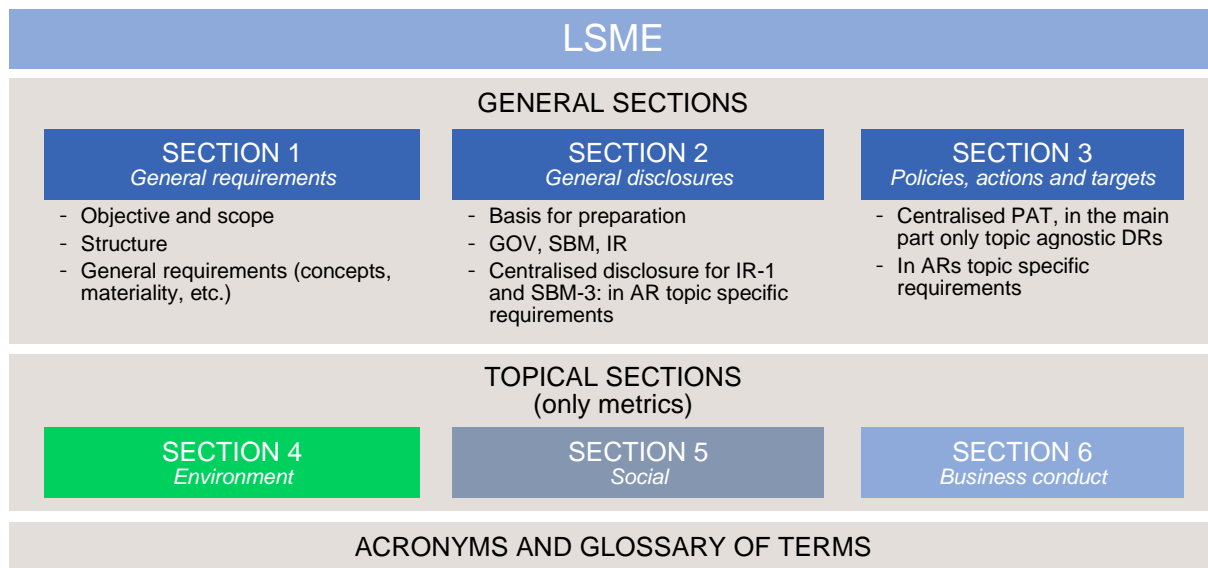 LSME
GENERAL SECTIONS
SECTION 1
General requirements
- Objective and scope
- Structure
- General requirements (concepts,
materiality, etc.)
SECTION 2
General disclosures
- Basis for preparation
- GOV, SBM, IR
- Centralised disclosure for IR-1
and SBM-3: in AR topic specific
requirements
SECTION 3
Policies, actions and targets
- Centralised PAT, in the main
part only topic agnostic DRs
- In ARs topic specific
requirements
TOPICAL SECTIONS
(only metrics)
SECTION 4
Environment
SECTION 5
Social
SECTION 6
Business conduct
ACRONYMS AND GLOSSARY OF TERMS